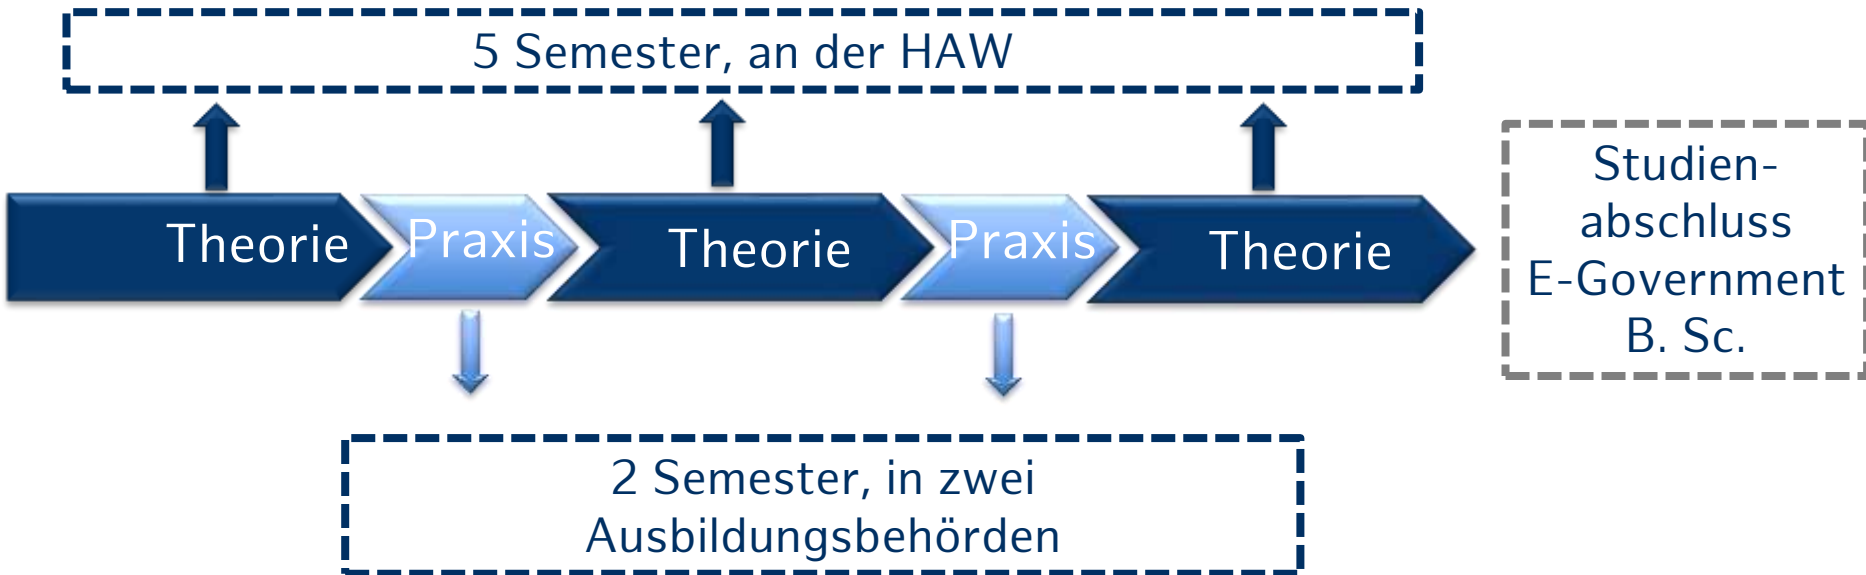 5 Semester, an der HAW
Theorie
Praxis
Theorie
Praxis
Theorie
Studien-
abschluss
E-Government
B. Sc.
2 Semester, in zwei
Ausbildungsbehörden